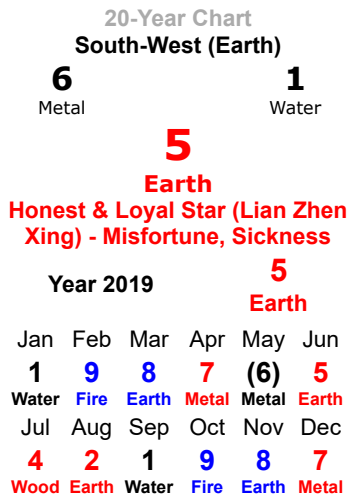 20-Year Chart
South-West (Earth)
6 1
Metal Water
5
Earth
Honest & Loyal Star (Lian Zhen
Xing) - Misfortune, Sickness
Year 2019 5
Earth
Jan Feb Mar Apr May Jun
1 9 8 7 (6) 5
Water Fire Earth Metal Metal Earth
Jul Aug Sep Oct Nov Dec
4 2 1 9 8 7
Wood Earth Water Fire Earth Metal